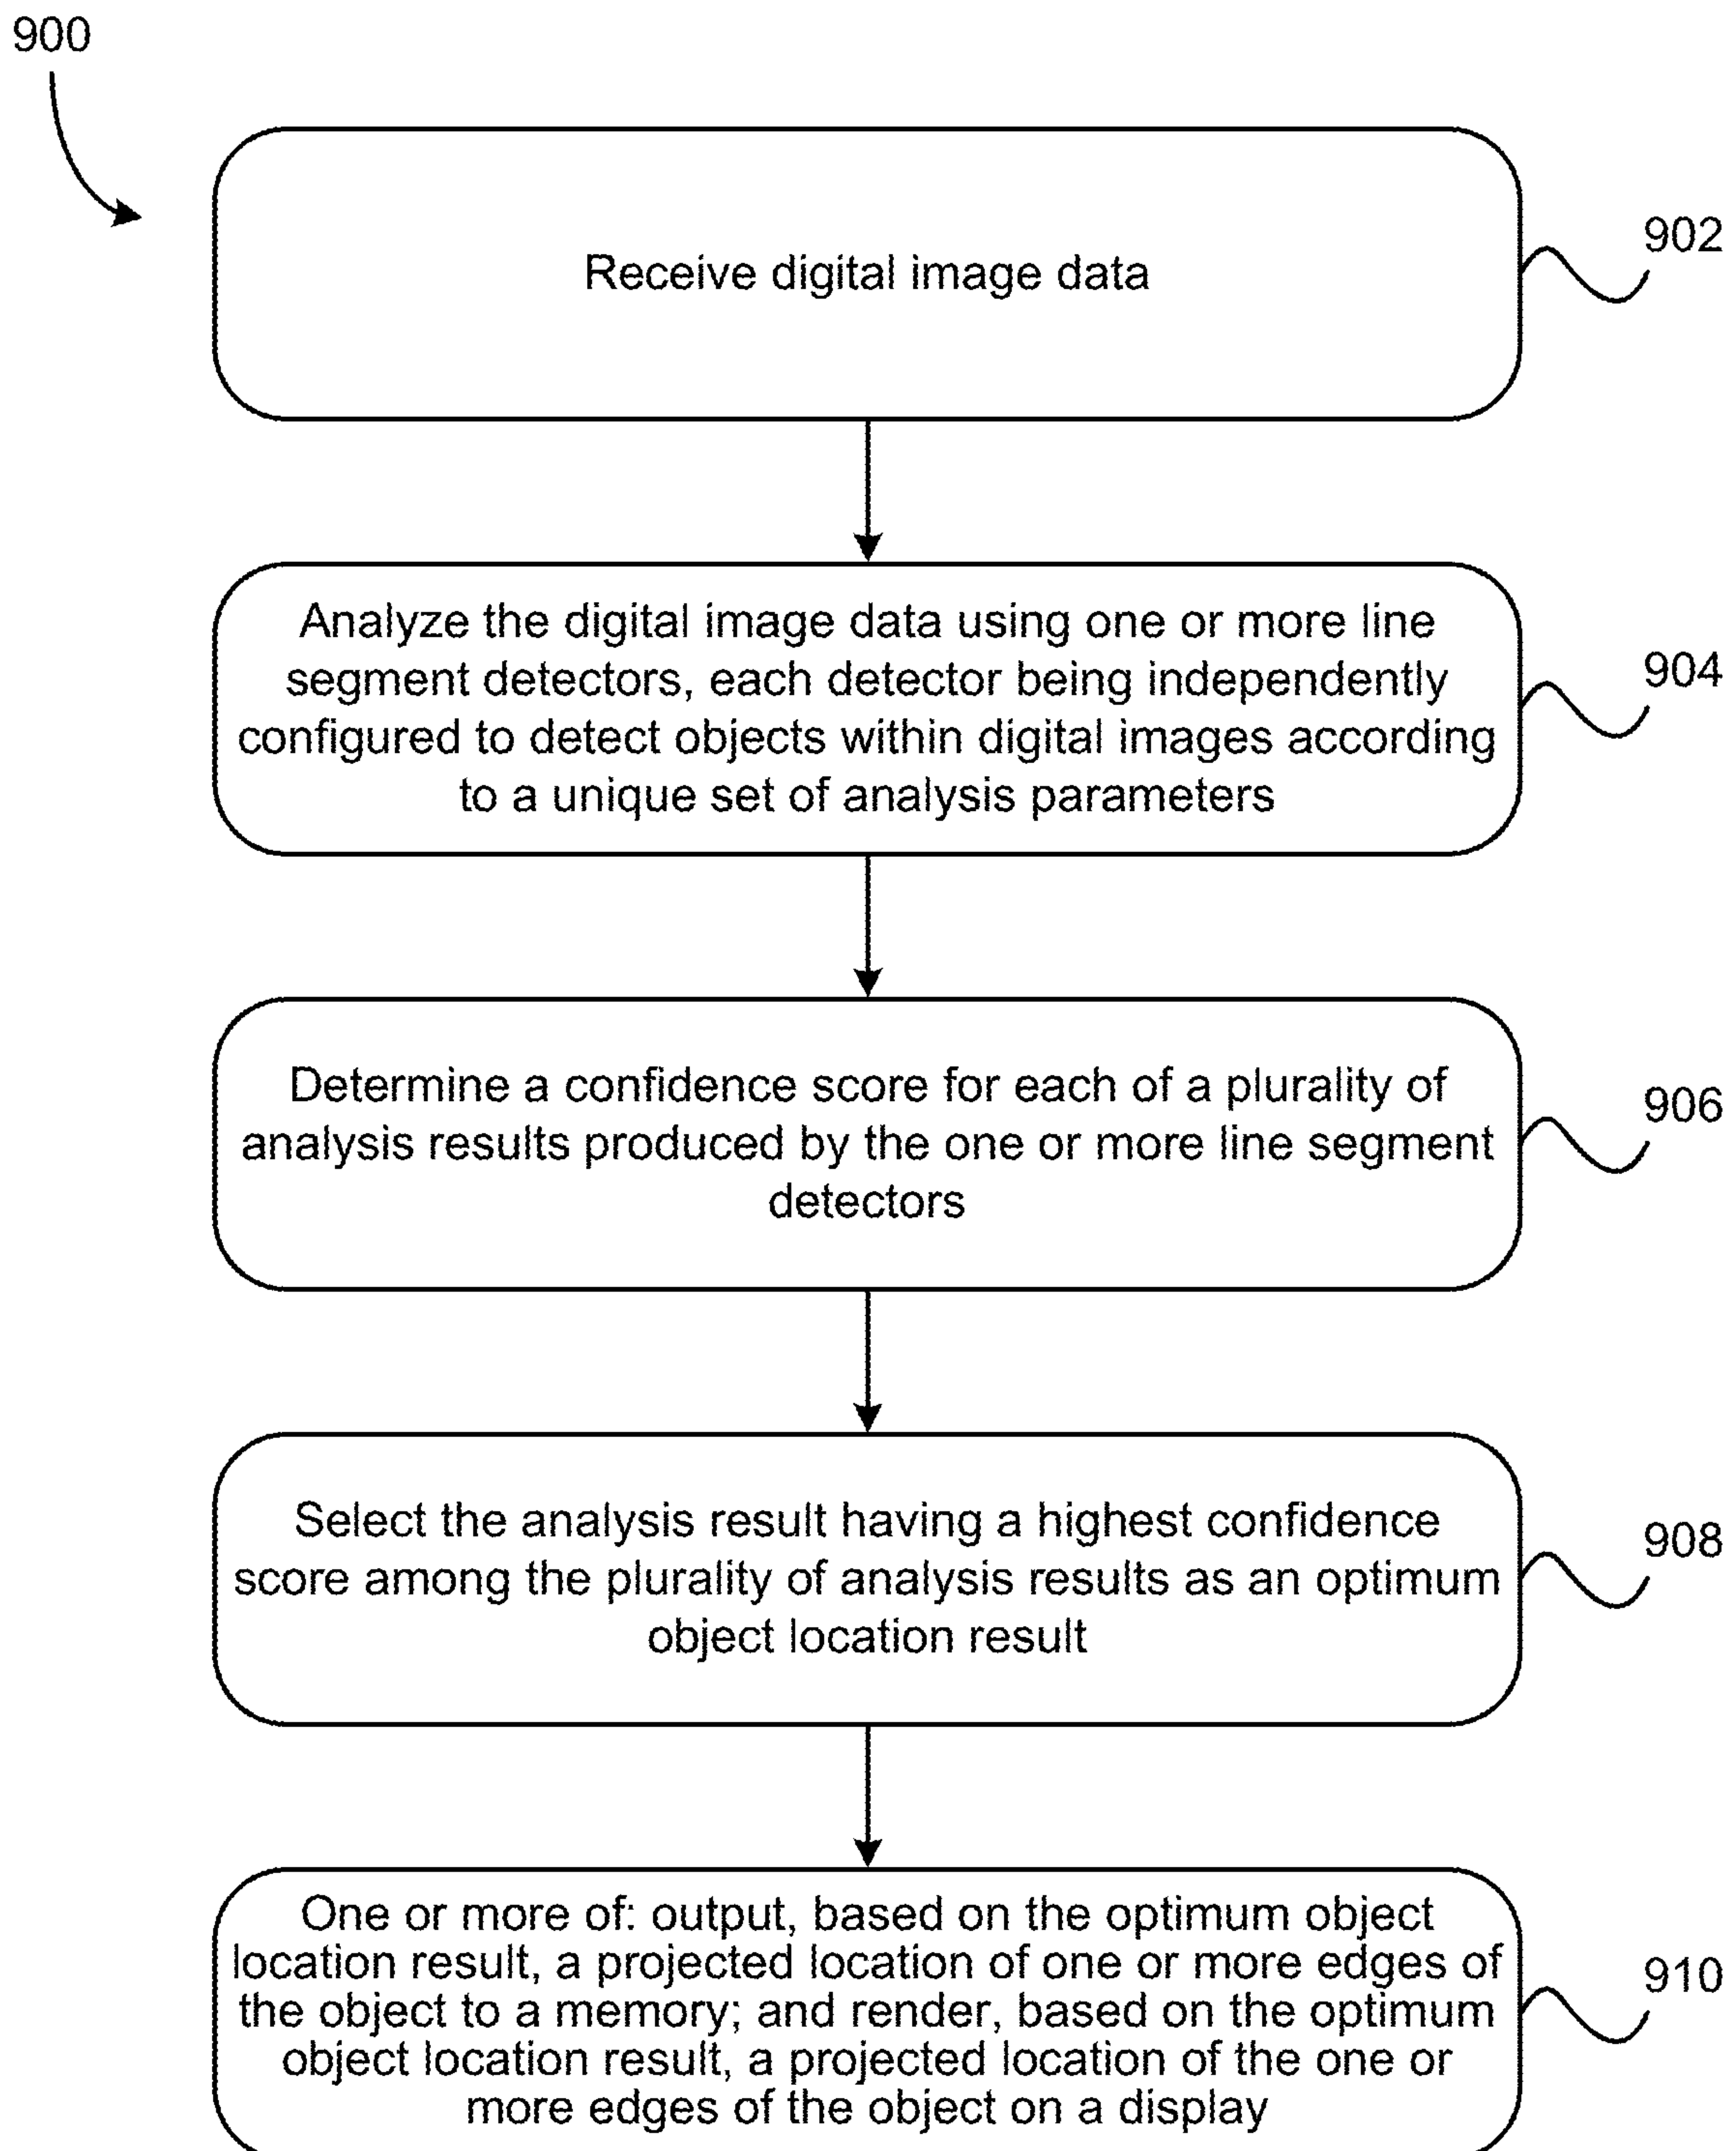 900
Receive digital image data
902
Analyze the digital image data using one or more line
segment detectors, each detector being independently
configured to detect objects within digital images according
to a unique set of analysis parameters
904
Determine a confidence score for each of a plurality of
analysis results produced by the one or more line segment
detectors
906
Select the analysis result having a highest confidence
score among the plurality of analysis results as an optimum
object location result
908
One or more of: output, based on the optimum object
location result, a projected location of one or more edges of
the object to a memory; and render, based on the optimum
object location result, a projected location of the one or
more edges of the object on a display
910